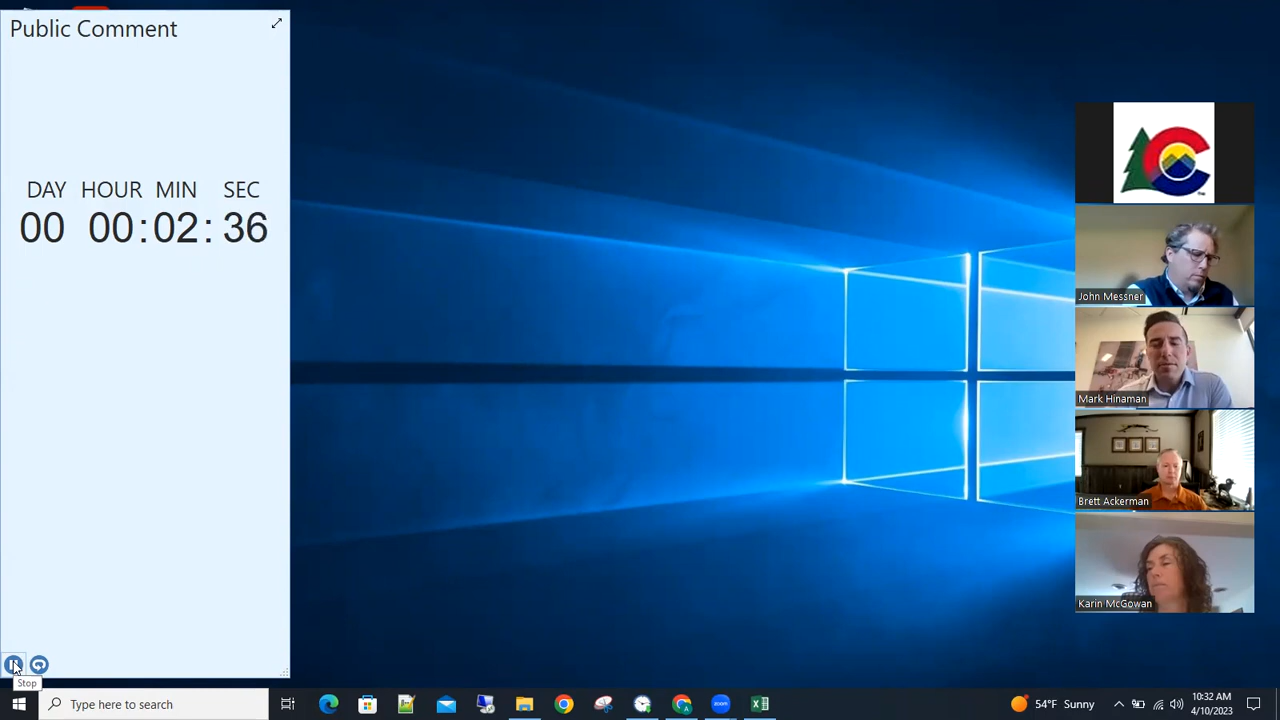 Public Comment
DAY HOUR MIN SEC
00 00:02: 36
John Messner
Mark Hinaman
Brett Ackerman
Karin McGowan
Stop
Type here to search
zoom
54°F Sunny
10:32 AM
4/10/2023